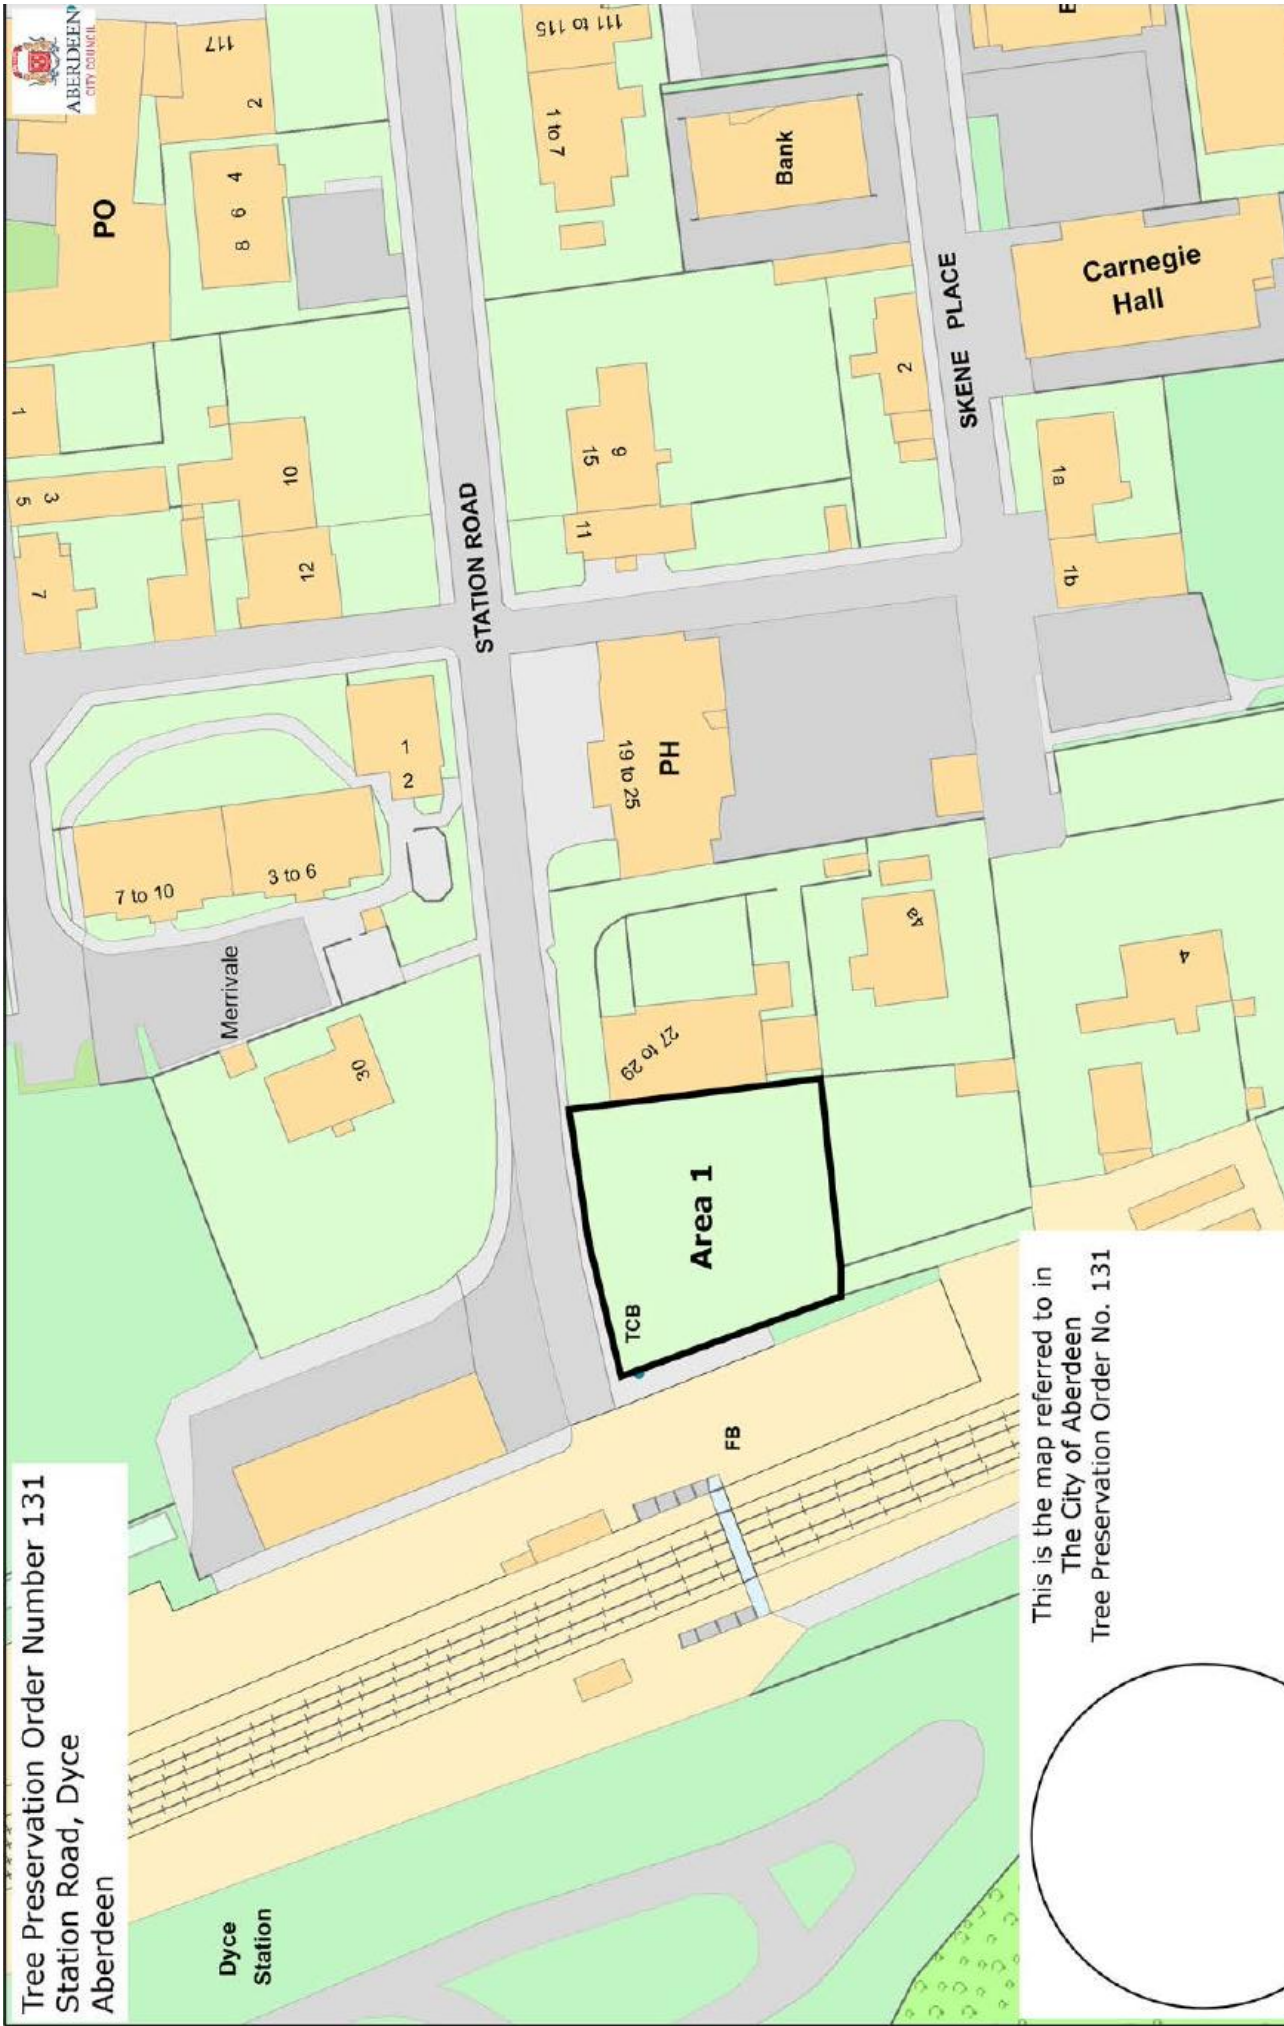 Tree Preservation Order Number 131
Station Road, Dyce
Aberdeen
ABERDEEN
CITY COUNCIL
Dyce
Station
Merrivale
7 to 10
3 to 6
1
2
30
7
5
3
1
10
12
PO
8 6 4
2
117
STATION ROAD
111 to 115
1 to 7
Bank
15
9
11
2
SKENE PLACE
Carnegie
Hall
1a
1b
19 to 25
PH
27 to 29
4a
4
Area 1
TCB
FB
This is the map referred to in
The City of Aberdeen
Tree Preservation Order No. 131